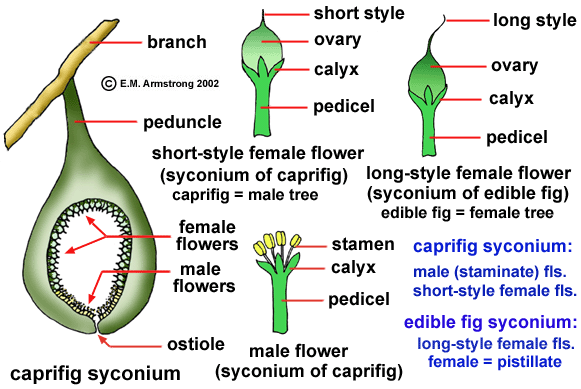 branch
© E.M. Armstrong 2002
peduncle
female
flowers
male
flowers
ostiole
caprifig syconium
short style
ovary
calyx
pedicel
short-style female flower
(syconium of caprifig)
caprifig = male tree
long style
ovary
calyx
pedicel
long-style female flower
(syconium of edible fig)
edible fig = female tree
stamen
calyx
pedicel
male flower
(syconium of caprifig)
caprifig syconium:
male (staminate) fls.
short-style female fls.
edible fig syconium:
long-style female fls.
female = pistillate